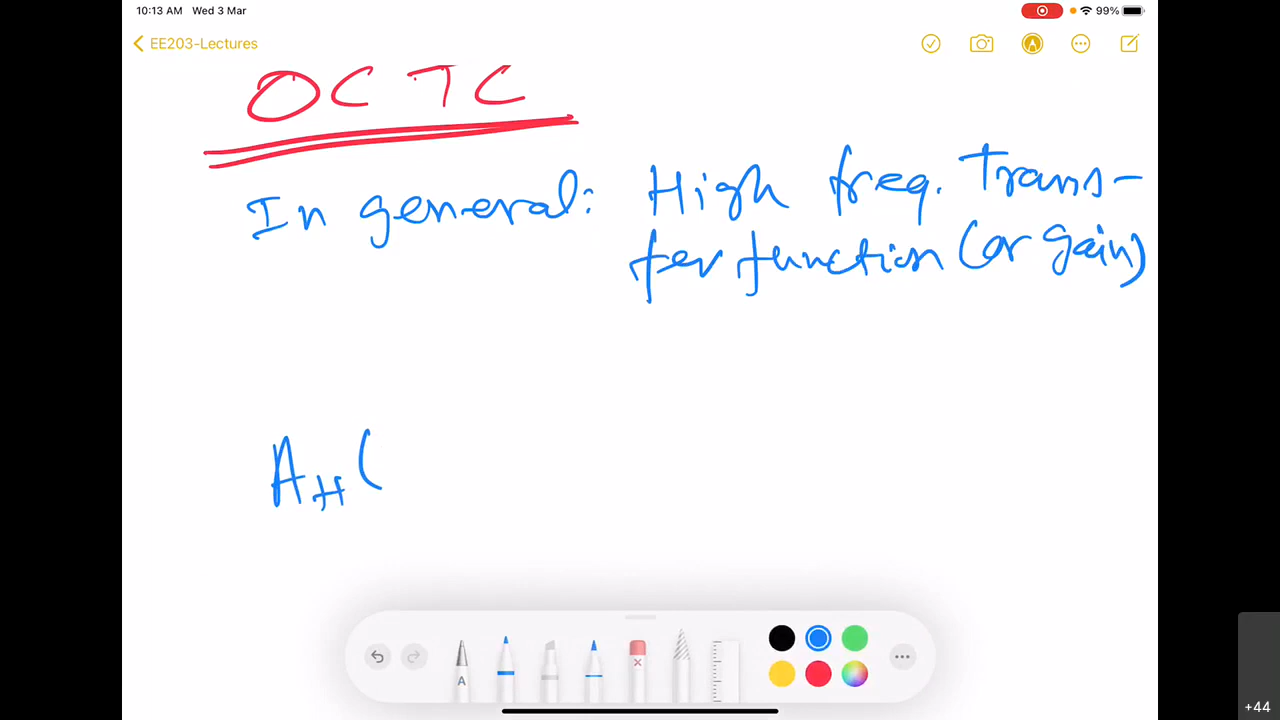 10:13 AM Wed 3 Mar
99%
EE203-Lectures
OCTC
In general: High freq. Trans-
fer function (or gain)
A_H (
A
+44